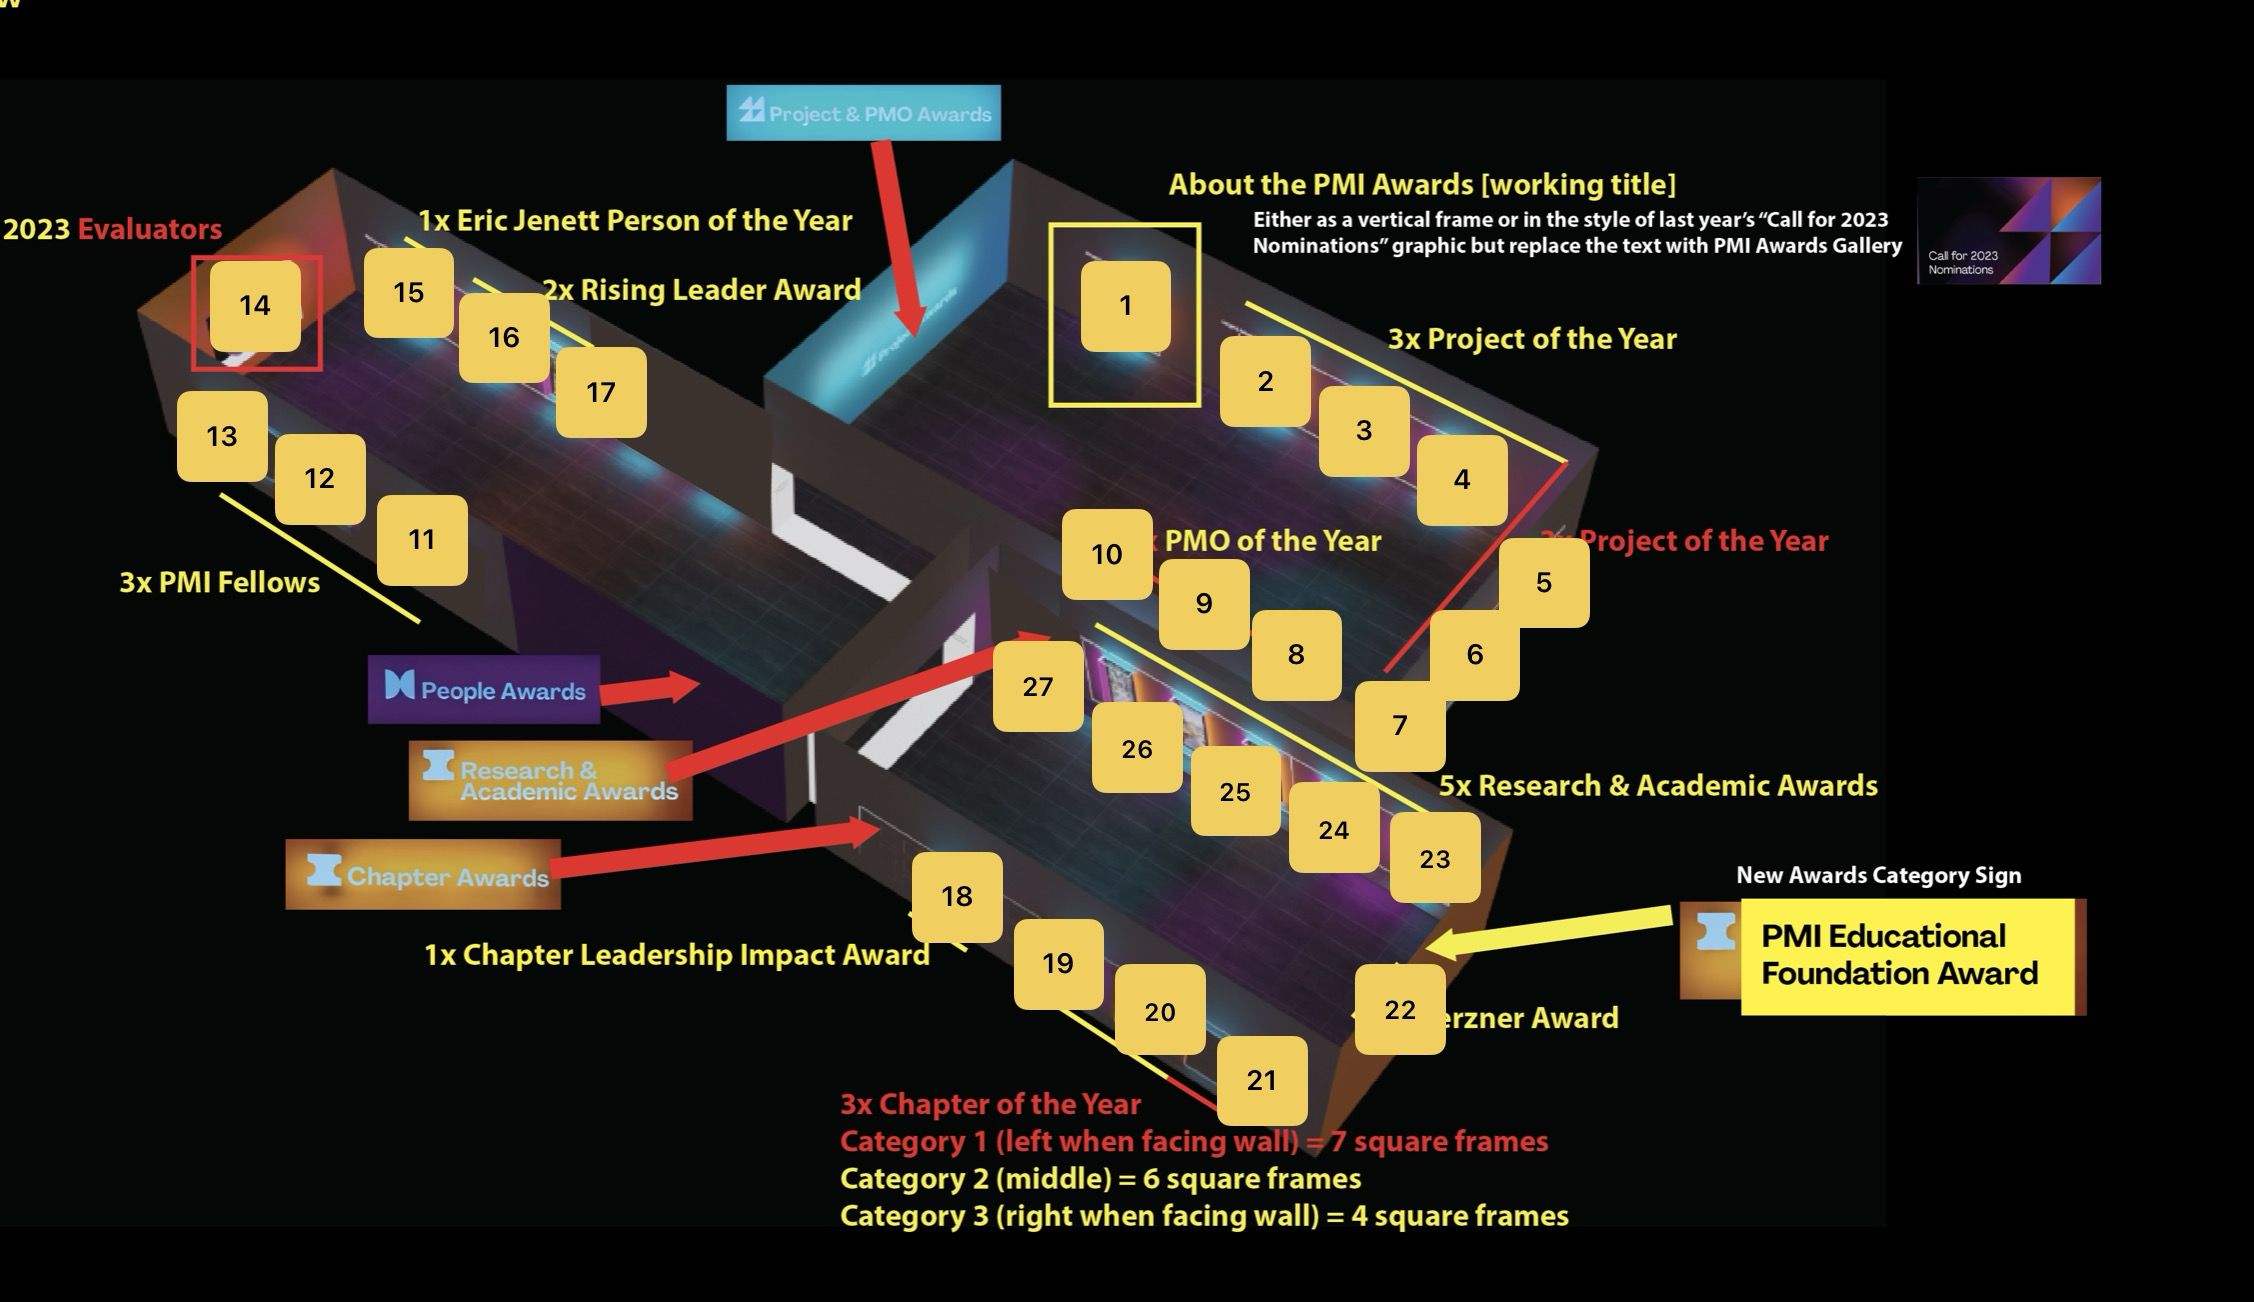 Project & PMO Awards
About the PMI Awards [working title]
Either as a vertical frame or in the style of last year's “Call for 2023
Nominations” graphic but replace the text with PMI Awards Gallery
Call for 2023
Nominations
2023 Evaluators
1x Eric Jenett Person of the Year
2x Rising Leader Award
14
15
16
17
1
2
3
4
3x Project of the Year
13
12
11
3x PMI Fellows
10
9
8
PMO of the Year
Project of the Year
5
6
7
People Awards
Research &
Academic Awards
Chapter Awards
27
26
25
24
23
5x Research & Academic Awards
18
19
20
21
1x Chapter Leadership Impact Award
22
Award
New Awards Category Sign
PMI Educational
Foundation Award
3x Chapter of the Year
Category 1 (left when facing wall) = 7 square frames
Category 2 (middle) = 6 square frames
Category 3 (right when facing wall) = 4 square frames